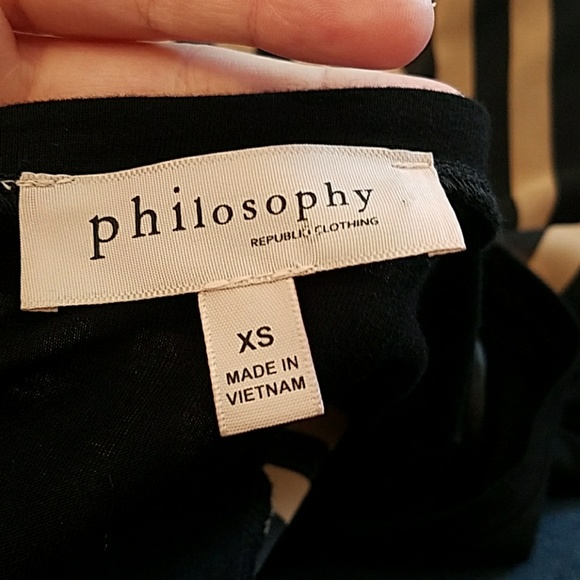 philosophy
REPUBLIC CLOTHING
XS
MADE IN
VIETNAM